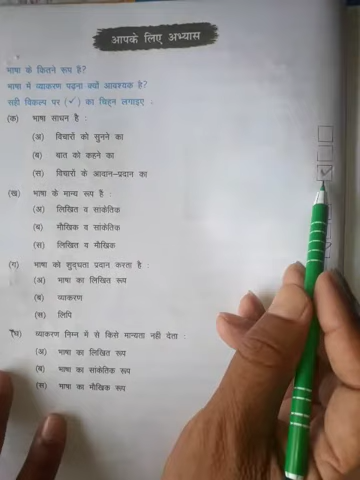 आपके लिए अभ्यास
भाषा के कितने रूप है?
भाषा में व्याकरण पढ़ना क्यों आवश्यक है?
सही विकल्प पर (✓) का चिह्न लगाइए :
(क) भाषा साधन है :
(अ) विचारों को सुनने का
(ब) बात को कहने का
(स) विचारों के आदान-प्रदान का
(ख) भाषा के मान्य रूप हैं :
(अ) लिखित व सांकेतिक
(ब) मौखिक व सांकेतिक
(स) लिखित व मौखिक
(ग) भाषा को शुद्धता प्रदान करता है :
(अ) भाषा का लिखित रूप
(ब) व्याकरण
(स) लिपि
(घ) व्याकरण निम्न में से किसे मान्यता नहीं देता :
(अ) भाषा का लिखित रूप
(ब) भाषा का सांकेतिक रूप
(स) भाषा का मौखिक रूप